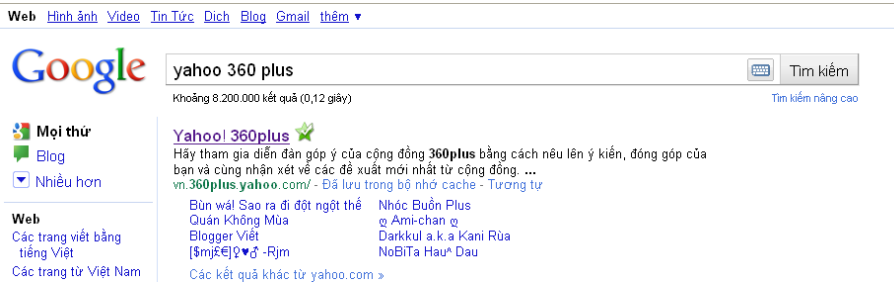 Web Hình ảnh Video Tin Tức Dịch Blog Gmail thêm ▼
Google
yahoo 360 plus
Tìm kiếm
Khoảng 8.200.000 kết quả (0,12 giây)
Tìm kiếm nâng cao
Mọi thứ
Blog
Nhiều hơn
Web
Các trang viết bằng
tiếng Việt
Các trang từ Việt Nam
Yahoo! 360plus
Hãy tham gia diễn đàn góp ý của cộng đồng 360plus bằng cách nêu lên ý kiến, đóng góp của
bạn và cùng nhận xét về các đề xuất mới nhất từ cộng đồng. ...
vn.360plus.yahoo.com/ - Đã lưu trong bộ nhớ cache - Tương tự
Bùn wá! Sao ra đi đột ngột thế
Nhóc Buồn Plus
Quán Không Mùa
ღ Ami-chan ღ
Blogger Việt
Darkkul a.k.a Kani Rùa
[$mj£€]♀♥♂ -Rjm
NoBiTa Hau^ Dau
Các kết quả khác từ yahoo.com »